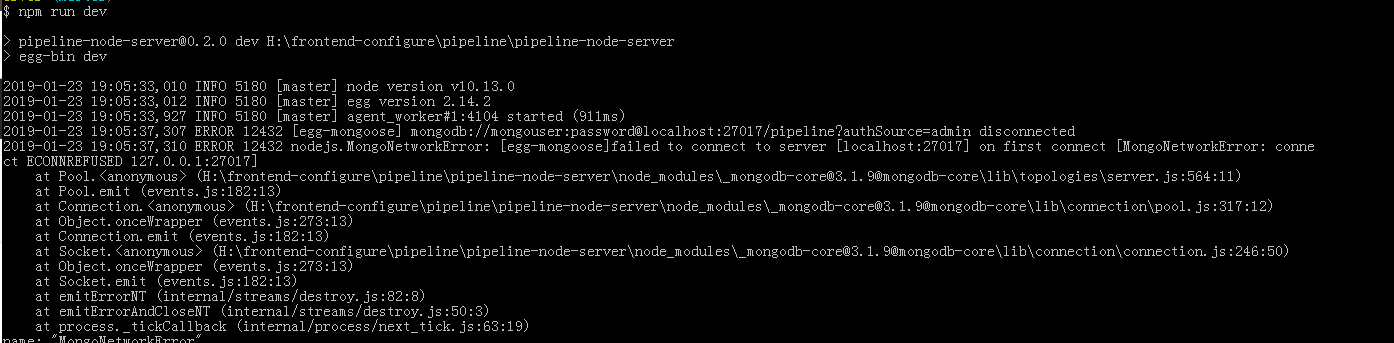 $ npm run dev
> pipeline-node-server@0.2.0 dev H:\frontend-configure\pipeline\pipeline-node-server
> egg-bin dev
2019-01-23 19:05:33,010 INFO 5180 [master] node version v10.13.0
2019-01-23 19:05:33,012 INFO 5180 [master] egg version 2.14.2
2019-01-23 19:05:33,927 INFO 5180 [master] agent_worker#1:4104 started (911ms)
2019-01-23 19:05:37,307 ERROR 12432 [egg-mongoose] mongodb://mongouser:password@localhost:27017/pipeline?authSource=admin disconnected
2019-01-23 19:05:37,310 ERROR 12432 nodejs.MongoNetworkError: [egg-mongoose]failed to connect to server [localhost:27017] on first connect [MongoNetworkError: conne
ct ECONNREFUSED 127.0.0.1:27017]
    at Pool.<anonymous> (H:\frontend-configure\pipeline\pipeline-node-server\node_modules\_mongodb-core@3.1.9@mongodb-core\lib\topologies\server.js:564:11)
    at Pool.emit (events.js:182:13)
    at Connection.<anonymous> (H:\frontend-configure\pipeline\pipeline-node-server\node_modules\_mongodb-core@3.1.9@mongodb-core\lib\connection\pool.js:317:12)
    at Object.onceWrapper (events.js:273:13)
    at Connection.emit (events.js:182:13)
    at Socket.<anonymous> (H:\frontend-configure\pipeline\pipeline-node-server\node_modules\_mongodb-core@3.1.9@mongodb-core\lib\connection\connection.js:246:50)
    at Object.onceWrapper (events.js:273:13)
    at Socket.emit (events.js:182:13)
    at emitErrorNT (internal/streams/destroy.js:82:8)
    at emitErrorAndCloseNT (internal/streams/destroy.js:50:3)
    at process._tickCallback (internal/process/next_tick.js:63:19)
name: "MongoNetworkError"